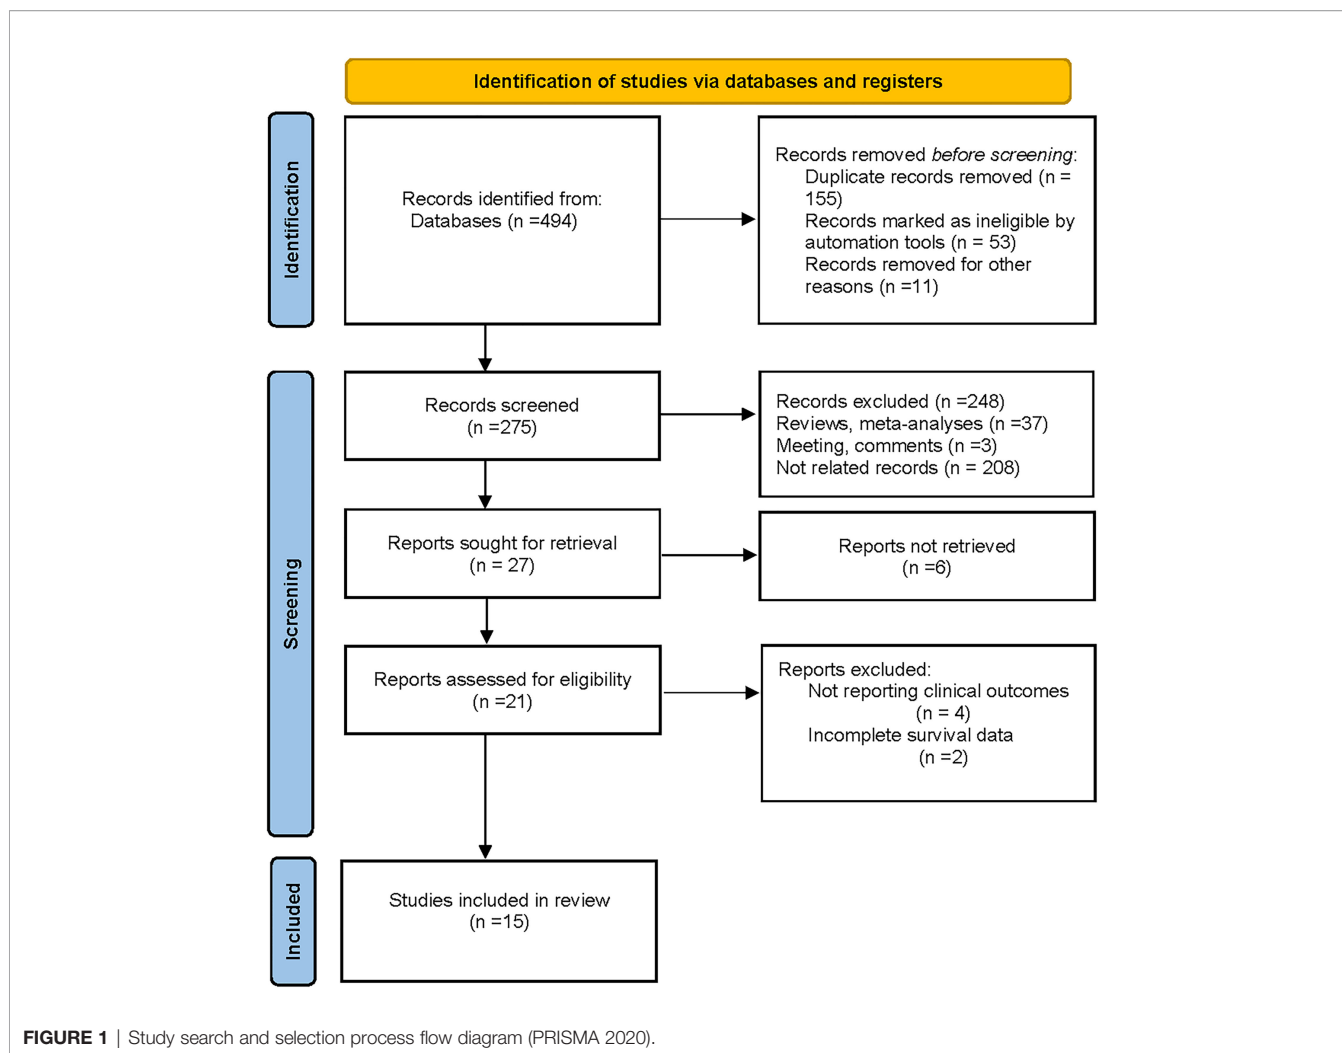 Identification of studies via databases and registers
Identification
Records identified from:
Databases (n =494)
Records removed before screening:
Duplicate records removed (n =
155)
Records marked as ineligible by
automation tools (n = 53)
Records removed for other
reasons (n =11)
Screening
Records screened
(n =275)
Records excluded (n =248)
Reviews, meta-analyses (n =37)
Meeting, comments (n =3)
Not related records (n = 208)
Reports sought for retrieval
(n = 27)
Reports not retrieved
(n =6)
Reports assessed for eligibility
(n =21)
Reports excluded:
Not reporting clinical outcomes
(n = 4)
Incomplete survival data
(n =2)
Included
Studies included in review
(n =15)
FIGURE 1 | Study search and selection process flow diagram (PRISMA 2020).